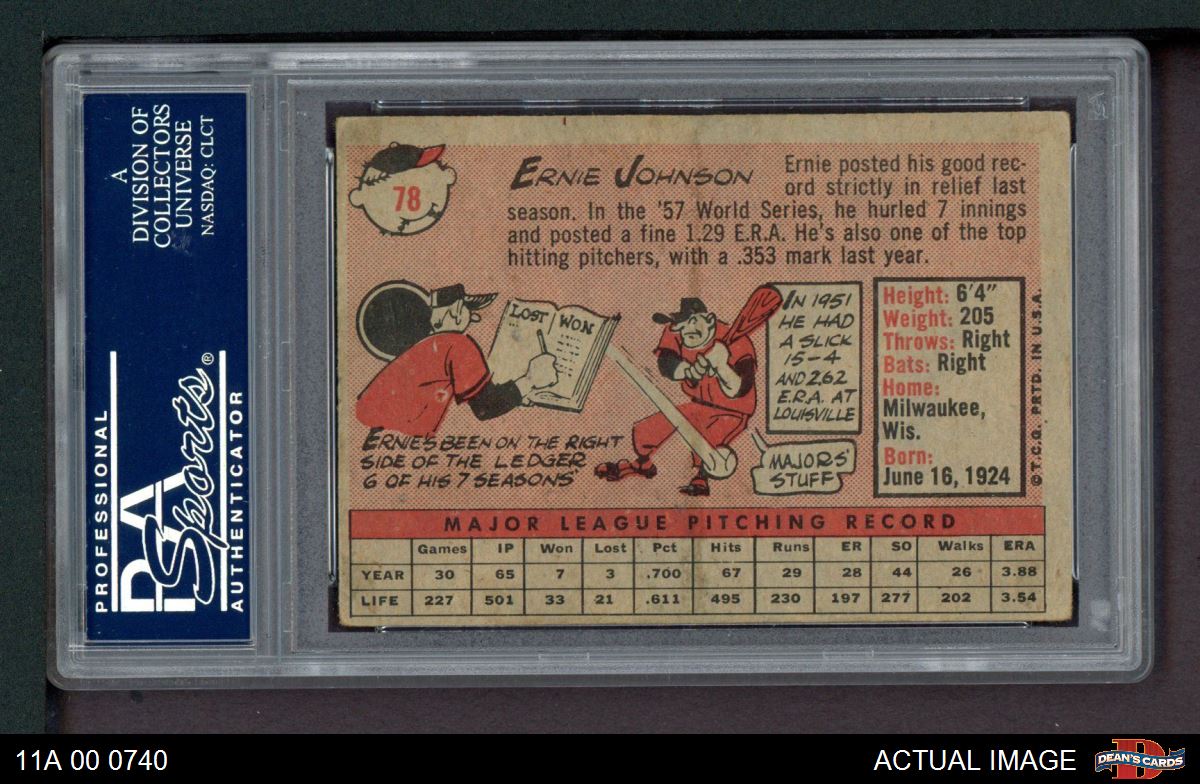 A
DIVISION OF
COLLECTORS
UNIVERSE
NASDAQ: CLCT
PROFESSIONAL
PSA
Sports®
AUTHENTICATOR
78
ERNIE JOHNSON
Ernie posted his good rec-
ord strictly in relief last
season. In the '57 World Series, he hurled 7 innings
and posted a fine 1.29 E.R.A. He's also one of the top
hitting pitchers, with a .353 mark last year.
LOST WON
ERNIE'S BEEN ON THE RIGHT
SIDE OF THE LEDGER
6 OF HIS 7 SEASONS
IN 1951
HE HAD
A SLICK
15-4
AND 2.62
E.R.A. AT
LOUISVILLE
MAJORS'
STUFF
Height: 6'4"
Weight: 205
Throws: Right
Bats: Right
Home:
Milwaukee,
Wis.
Born:
June 16, 1924
©T.C.G. PRTD. IN U.S.A.
MAJOR LEAGUE PITCHING RECORD
Games IP Won Lost Pct Hits Runs ER SO Walks ERA
YEAR 30 65 7 3 .700 67 29 28 44 26 3.88
LIFE 227 501 33 21 .611 495 230 197 277 202 3.54
11A 00 0740
ACTUAL IMAGE
D
DEAN'S CARDS